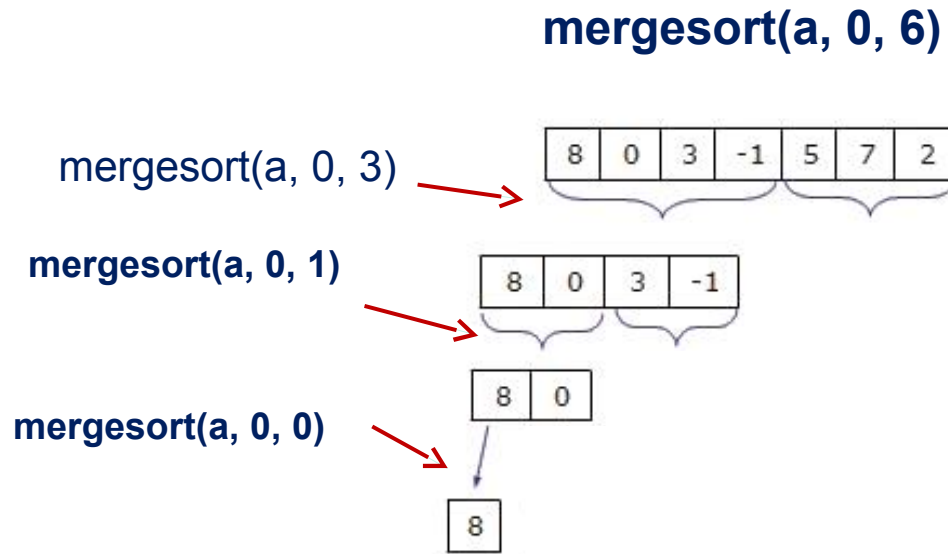 mergesort(a, 0, 6)
8 0 3 -1 5 7 2
mergesort(a, 0, 3)
mergesort(a, 0, 1)
8 0 3 -1
8 0
mergesort(a, 0, 0)
8